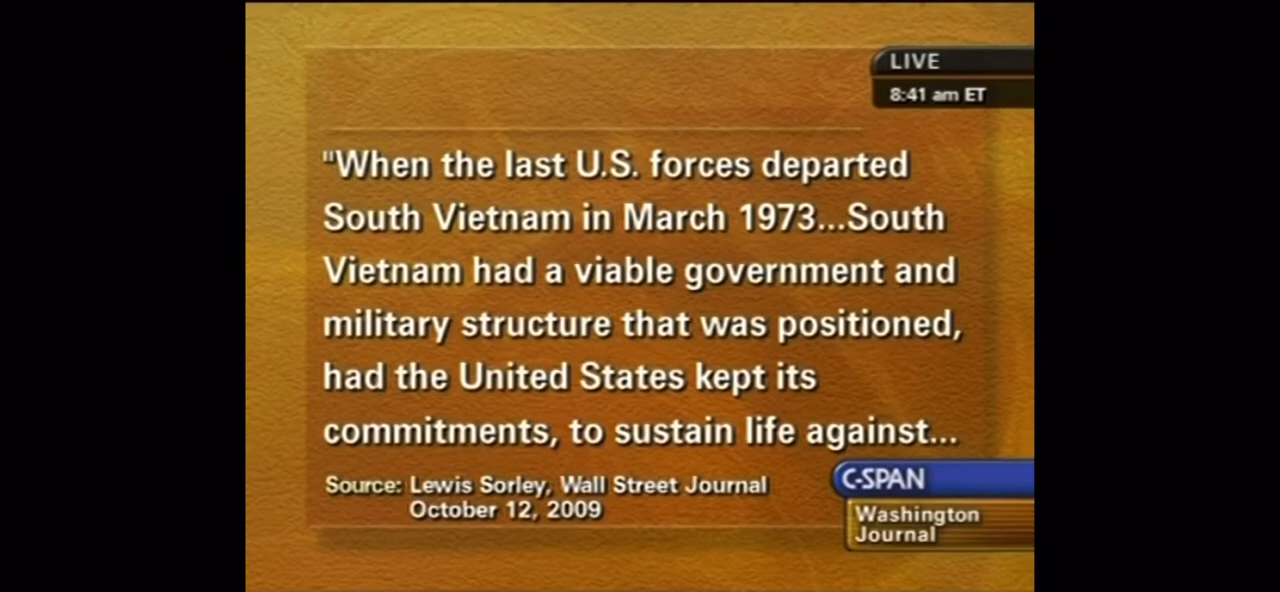 LIVE
8:41 am ET
"When the last U.S. forces departed
South Vietnam in March 1973...South
Vietnam had a viable government and
military structure that was positioned,
had the United States kept its
commitments, to sustain life against...
Source: Lewis Sorley, Wall Street Journal
October 12, 2009
C-SPAN
Washington
Journal